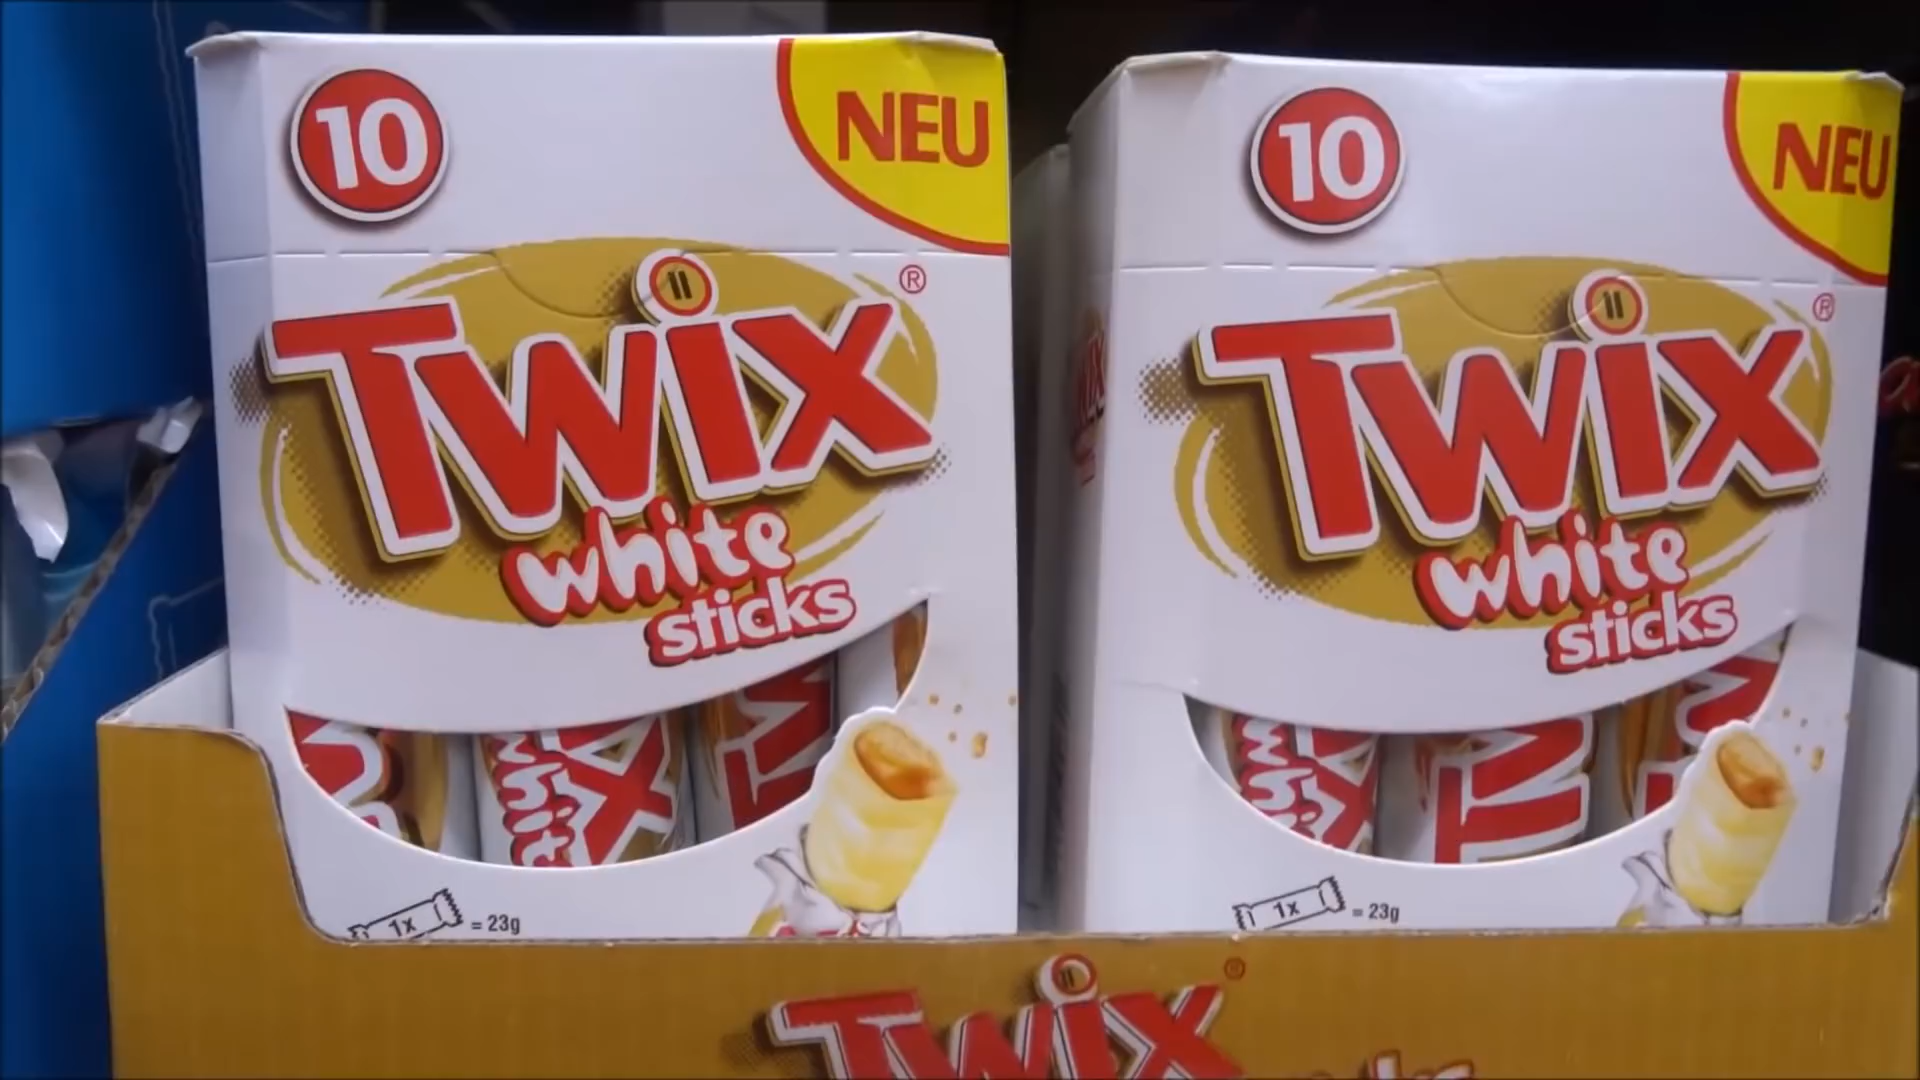 10
NEU
Twix®
white
sticks
1x = 23g
10
NEU
Twix®
white
sticks
1x = 23g
Twix®